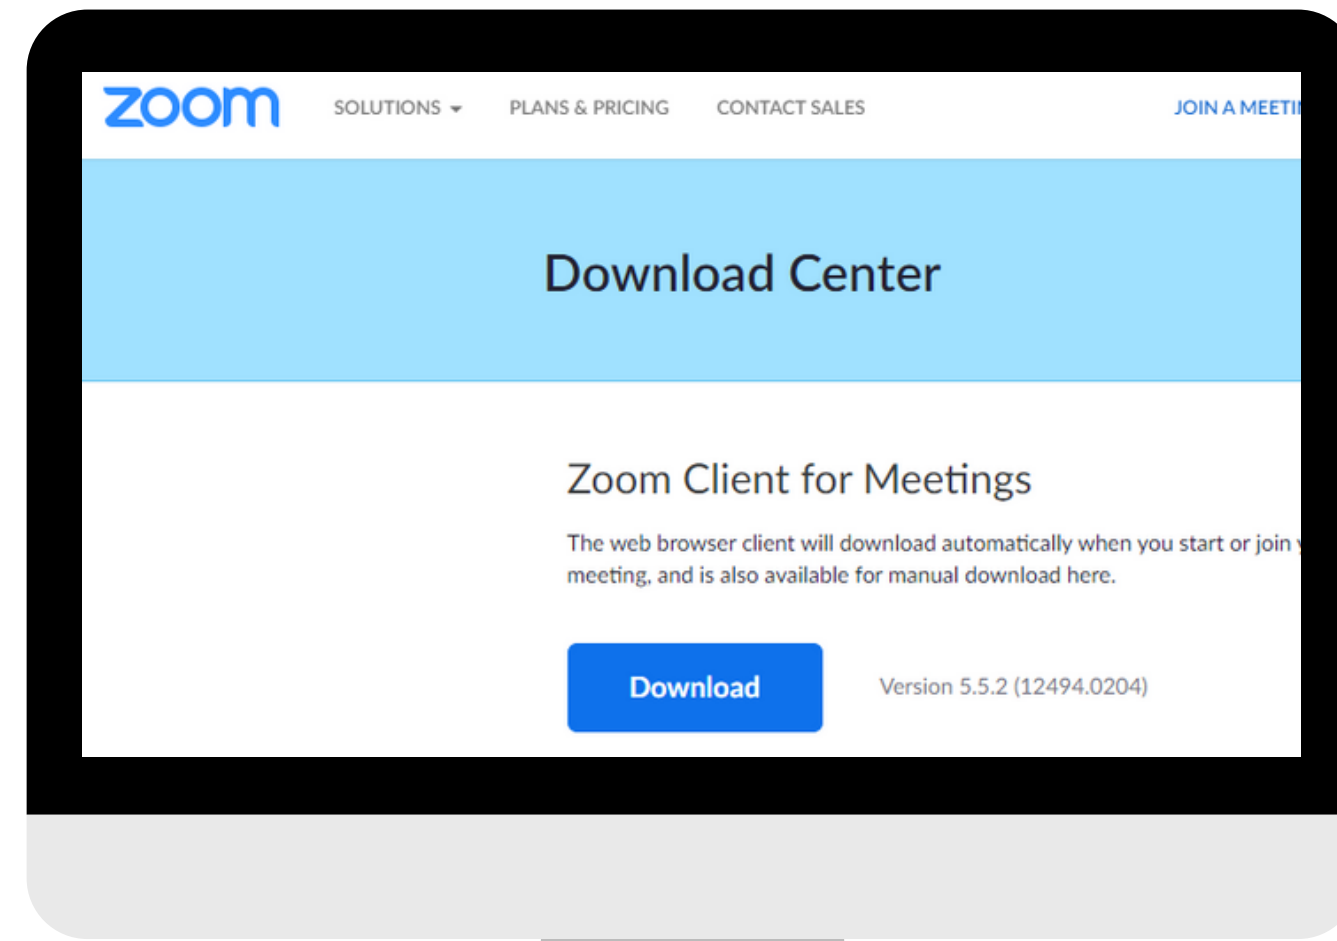 zoom SOLUTIONS PLANS & PRICING CONTACT SALES JOIN A
Download Center
Zoom Client for Meetings
The web browser client will download automatically when you start or join
meeting, and is also available for manual download here.
Download Version 5.5.2 (12494.0204)